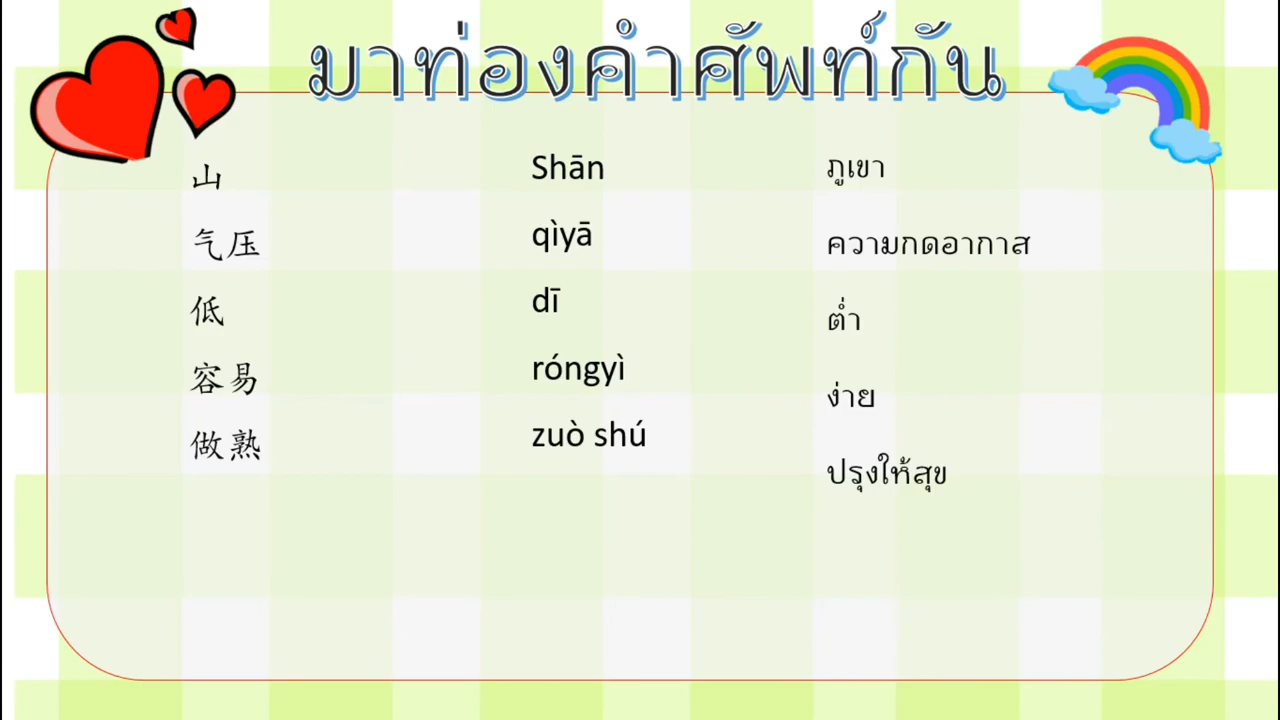 มาท่องคำศัพท์กัน
山 Shān ภูเขา
气压 qìyā ความกดอากาส
低 dī ต่ำ
容易 róngyì ง่าย
做熟 zuò shú ปรุงให้สุข